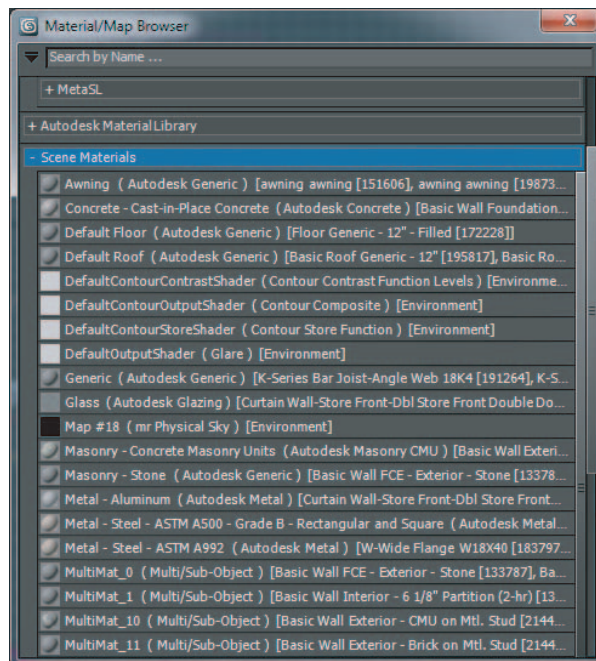 Material/Map Browser
Search by Name ...
+ MetaSL
+ Autodesk Material Library
- Scene Materials
Awning ( Autodesk Generic ) [awning awning [151606], awning awning [19873...
Concrete - Cast-in-Place Concrete ( Autodesk Concrete ) [Basic Wall Foundation...
Default Floor ( Autodesk Generic ) [Floor Generic - 12" - Filled [172228]]
Default Roof ( Autodesk Generic ) [Basic Roof Generic - 12" [195817], Basic Ro...
DefaultContourContrastShader ( Contour Contrast Function Levels ) [Environme...
DefaultContourOutputShader ( Contour Composite ) [Environment]
DefaultContourStoreShader ( Contour Store Function ) [Environment]
DefaultOutputShader ( Glare ) [Environment]
Generic ( Autodesk Generic ) [K-Series Bar Joist-Angle Web 18K4 [191264], K-S...
Glass ( Autodesk Glazing ) [Curtain Wall-Store Front-Dbl Store Front Double Do...
Map #18 ( mr Physical Sky ) [Environment]
Masonry - Concrete Masonry Units ( Autodesk Masonry CMU ) [Basic Wall Exteri...
Masonry - Stone ( Autodesk Generic ) [Basic Wall FCE - Exterior - Stone [13378...
Metal - Aluminum ( Autodesk Metal ) [Curtain Wall-Store Front-Dbl Store Front...
Metal - Steel - ASTM A500 - Grade B - Rectangular and Square ( Autodesk Metal...
Metal - Steel - ASTM A992 ( Autodesk Metal ) [W-Wide Flange W18X40 [183797...
MultiMat_0 ( Multi/Sub-Object ) [Basic Wall FCE - Exterior - Stone [133787], Ba...
MultiMat_1 ( Multi/Sub-Object ) [Basic Wall Interior - 6 1/8" Partition (2-hr) [13...
MultiMat_10 ( Multi/Sub-Object ) [Basic Wall Exterior - CMU on Mtl. Stud [2144...
MultiMat_11 ( Multi/Sub-Object ) [Basic Wall Exterior - Brick on Mtl. Stud [2144...